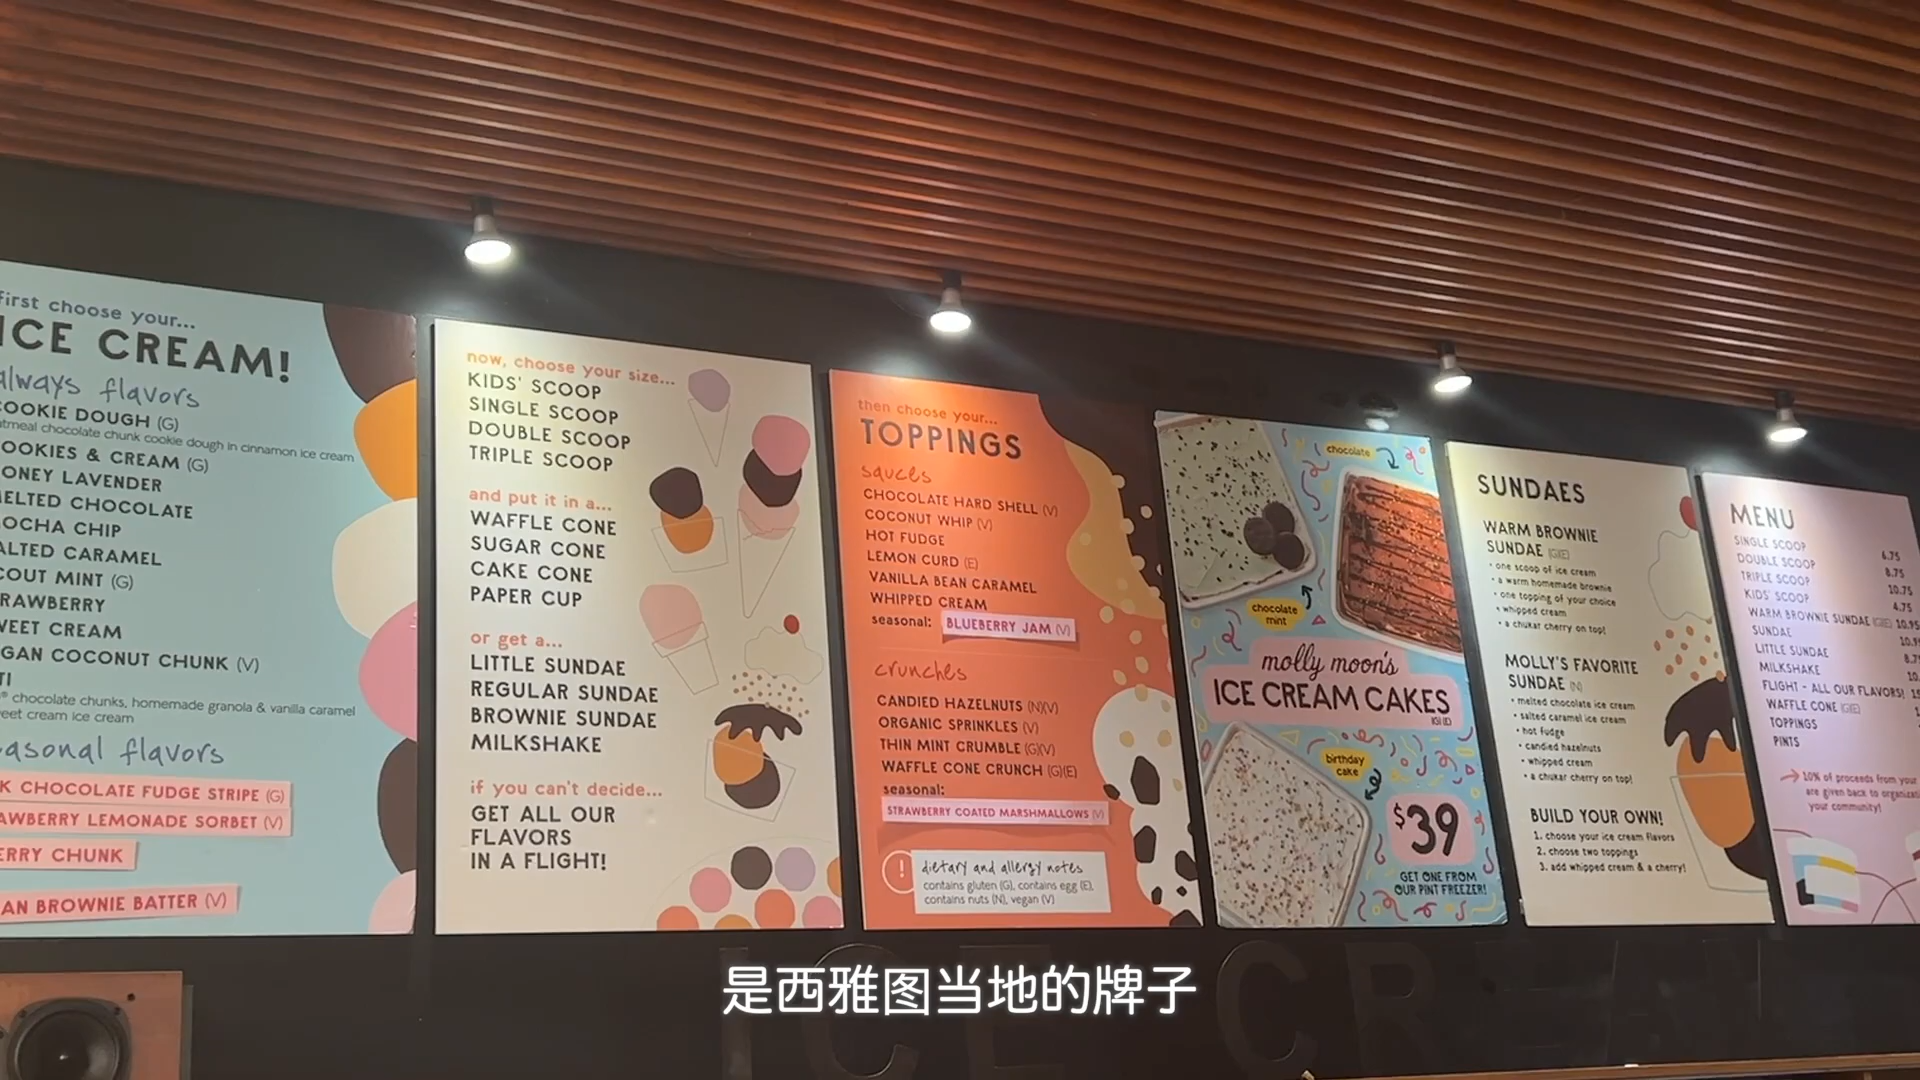 first choose your...
ICE CREAM!
always flavors
COOKIE DOUGH (G)
chocolate chunk cookie dough in cinnamon ice cream
COOKIES & CREAM (G)
HONEY LAVENDER
MELTED CHOCOLATE
MOCHA CHIP
SALTED CARAMEL
SCOUT MINT (G)
STRAWBERRY
SWEET CREAM
VEGAN COCONUT CHUNK (V)
chocolate chunks, homemade granola & vanilla caramel
sweet cream ice cream
seasonal flavors
CHOCOLATE FUDGE STRIPE (G)
STRAWBERRY LEMONADE SORBET (V)
CHUNK
BROWNIE BATTER (V)
now, choose your size...
KIDS' SCOOP
SINGLE SCOOP
DOUBLE SCOOP
TRIPLE SCOOP
and put it in a...
WAFFLE CONE
SUGAR CONE
CAKE CONE
PAPER CUP
or get a...
LITTLE SUNDAE
REGULAR SUNDAE
BROWNIE SUNDAE
MILKSHAKE
if you can't decide...
GET ALL OUR
FLAVORS
IN A FLIGHT!
then choose your...
TOPPINGS
sauces
CHOCOLATE HARD SHELL (V)
COCONUT WHIP (V)
HOT FUDGE
LEMON CURD (E)
VANILLA BEAN CARAMEL
WHIPPED CREAM
seasonal: BLUEBERRY JAM (V)
crunches
CANDIED HAZELNUTS (N)(V)
ORGANIC SPRINKLES (V)
THIN MINT CRUMBLE (G)(V)
WAFFLE CONE CRUNCH (G)(E)
seasonal:
STRAWBERRY COATED MARSHMALLOWS (V)
! dietary and allergy notes
contains gluten (G), contains egg (E),
contains nuts (N), vegan (V)
chocolate
chocolate
mint
molly moon's
ICE CREAM CAKES
(G) (E)
birthday
cake
$39
GET ONE FROM
OUR PINT FREEZER!
SUNDAES
WARM BROWNIE
SUNDAE (G)(E)
• one scoop of ice cream
• a warm homemade brownie
• one topping of your choice
• whipped cream
• a chukar cherry on top!
MOLLY'S FAVORITE
SUNDAE (N)
• melted chocolate ice cream
• salted caramel ice cream
• hot fudge
• candied hazelnuts
• whipped cream
• a chukar cherry on top!
BUILD YOUR OWN!
1. choose your ice cream flavors
2. choose two toppings
3. add whipped cream & a cherry!
MENU
SINGLE SCOOP 6.75
DOUBLE SCOOP 8.75
TRIPLE SCOOP 10.75
KIDS' SCOOP 4.75
WARM BROWNIE SUNDAE (G)(E) 10.95
SUNDAE
LITTLE SUNDAE
MILKSHAKE
FLIGHT - ALL OUR FLAVORS!
WAFFLE CONE (G)(E)
TOPPINGS
PINTS
10% of proceeds from your
are given back to
your community!
ICE CREAM
是西雅图当地的牌子